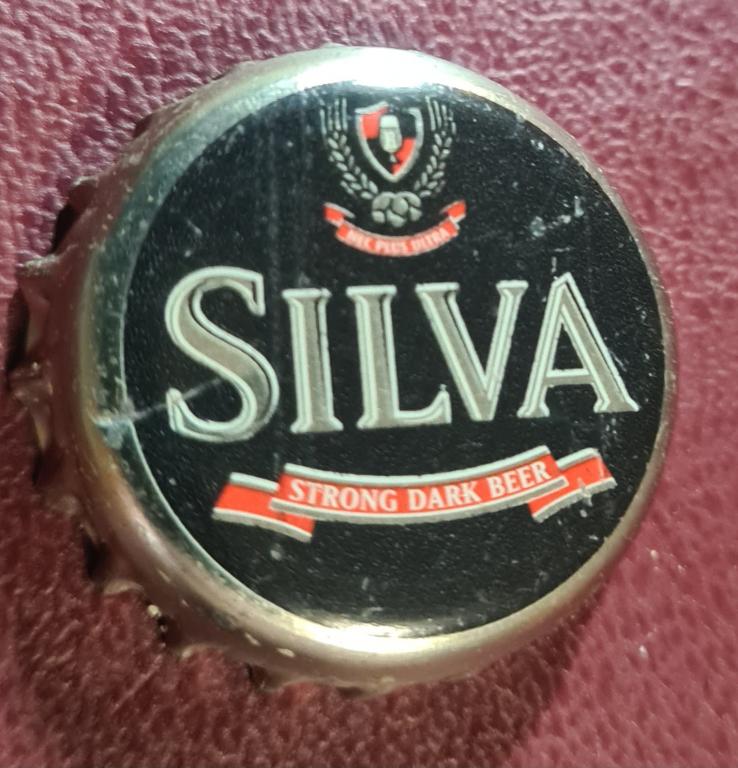 NEC PLUS ULTRA
SILVA
STRONG DARK BEER